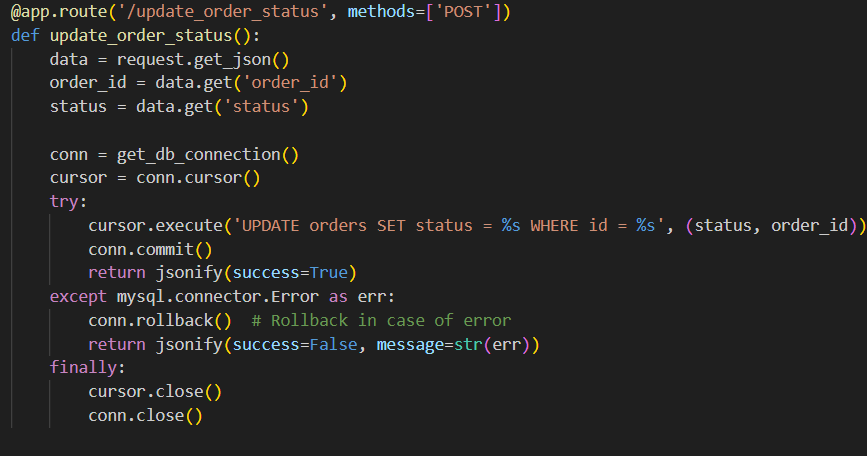 @app.route('/update_order_status', methods=['POST'])
def update_order_status():
    data = request.get_json()
    order_id = data.get('order_id')
    status = data.get('status')

    conn = get_db_connection()
    cursor = conn.cursor()
    try:
        cursor.execute('UPDATE orders SET status = %s WHERE id = %s', (status, order_id))
        conn.commit()
        return jsonify(success=True)
    except mysql.connector.Error as err:
        conn.rollback()  # Rollback in case of error
        return jsonify(success=False, message=str(err))
    finally:
        cursor.close()
        conn.close()